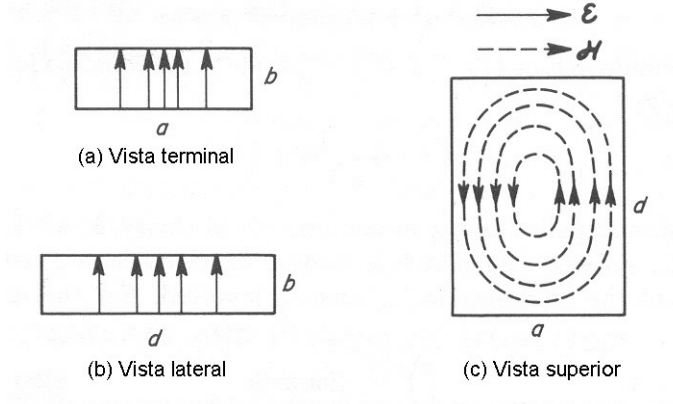 ε
ℋ
b
a
(a) Vista terminal
d
b
d
(b) Vista lateral
a
(c) Vista superior